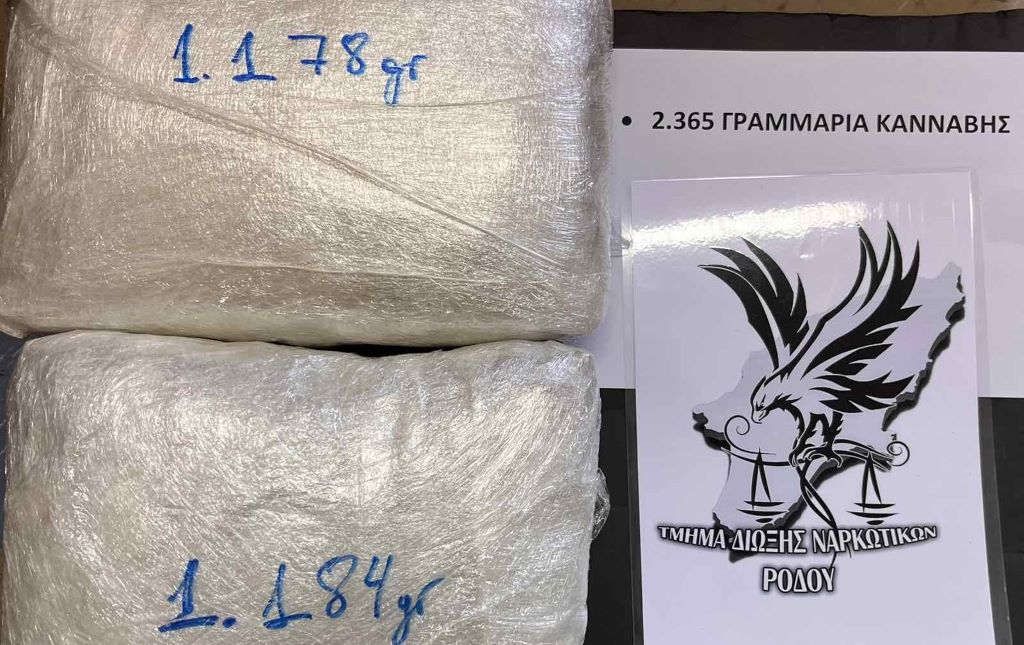 1.178gr
• 2.365 ΓΡΑΜΜΑΡΙΑ ΚΑΝΝΑΒΗΣ
1.184gr
ΤΜΗΜΑ ΔΙΩΞΗΣ ΝΑΡΚΩΤΙΚΩΝ
ΡΟΔΟΥ